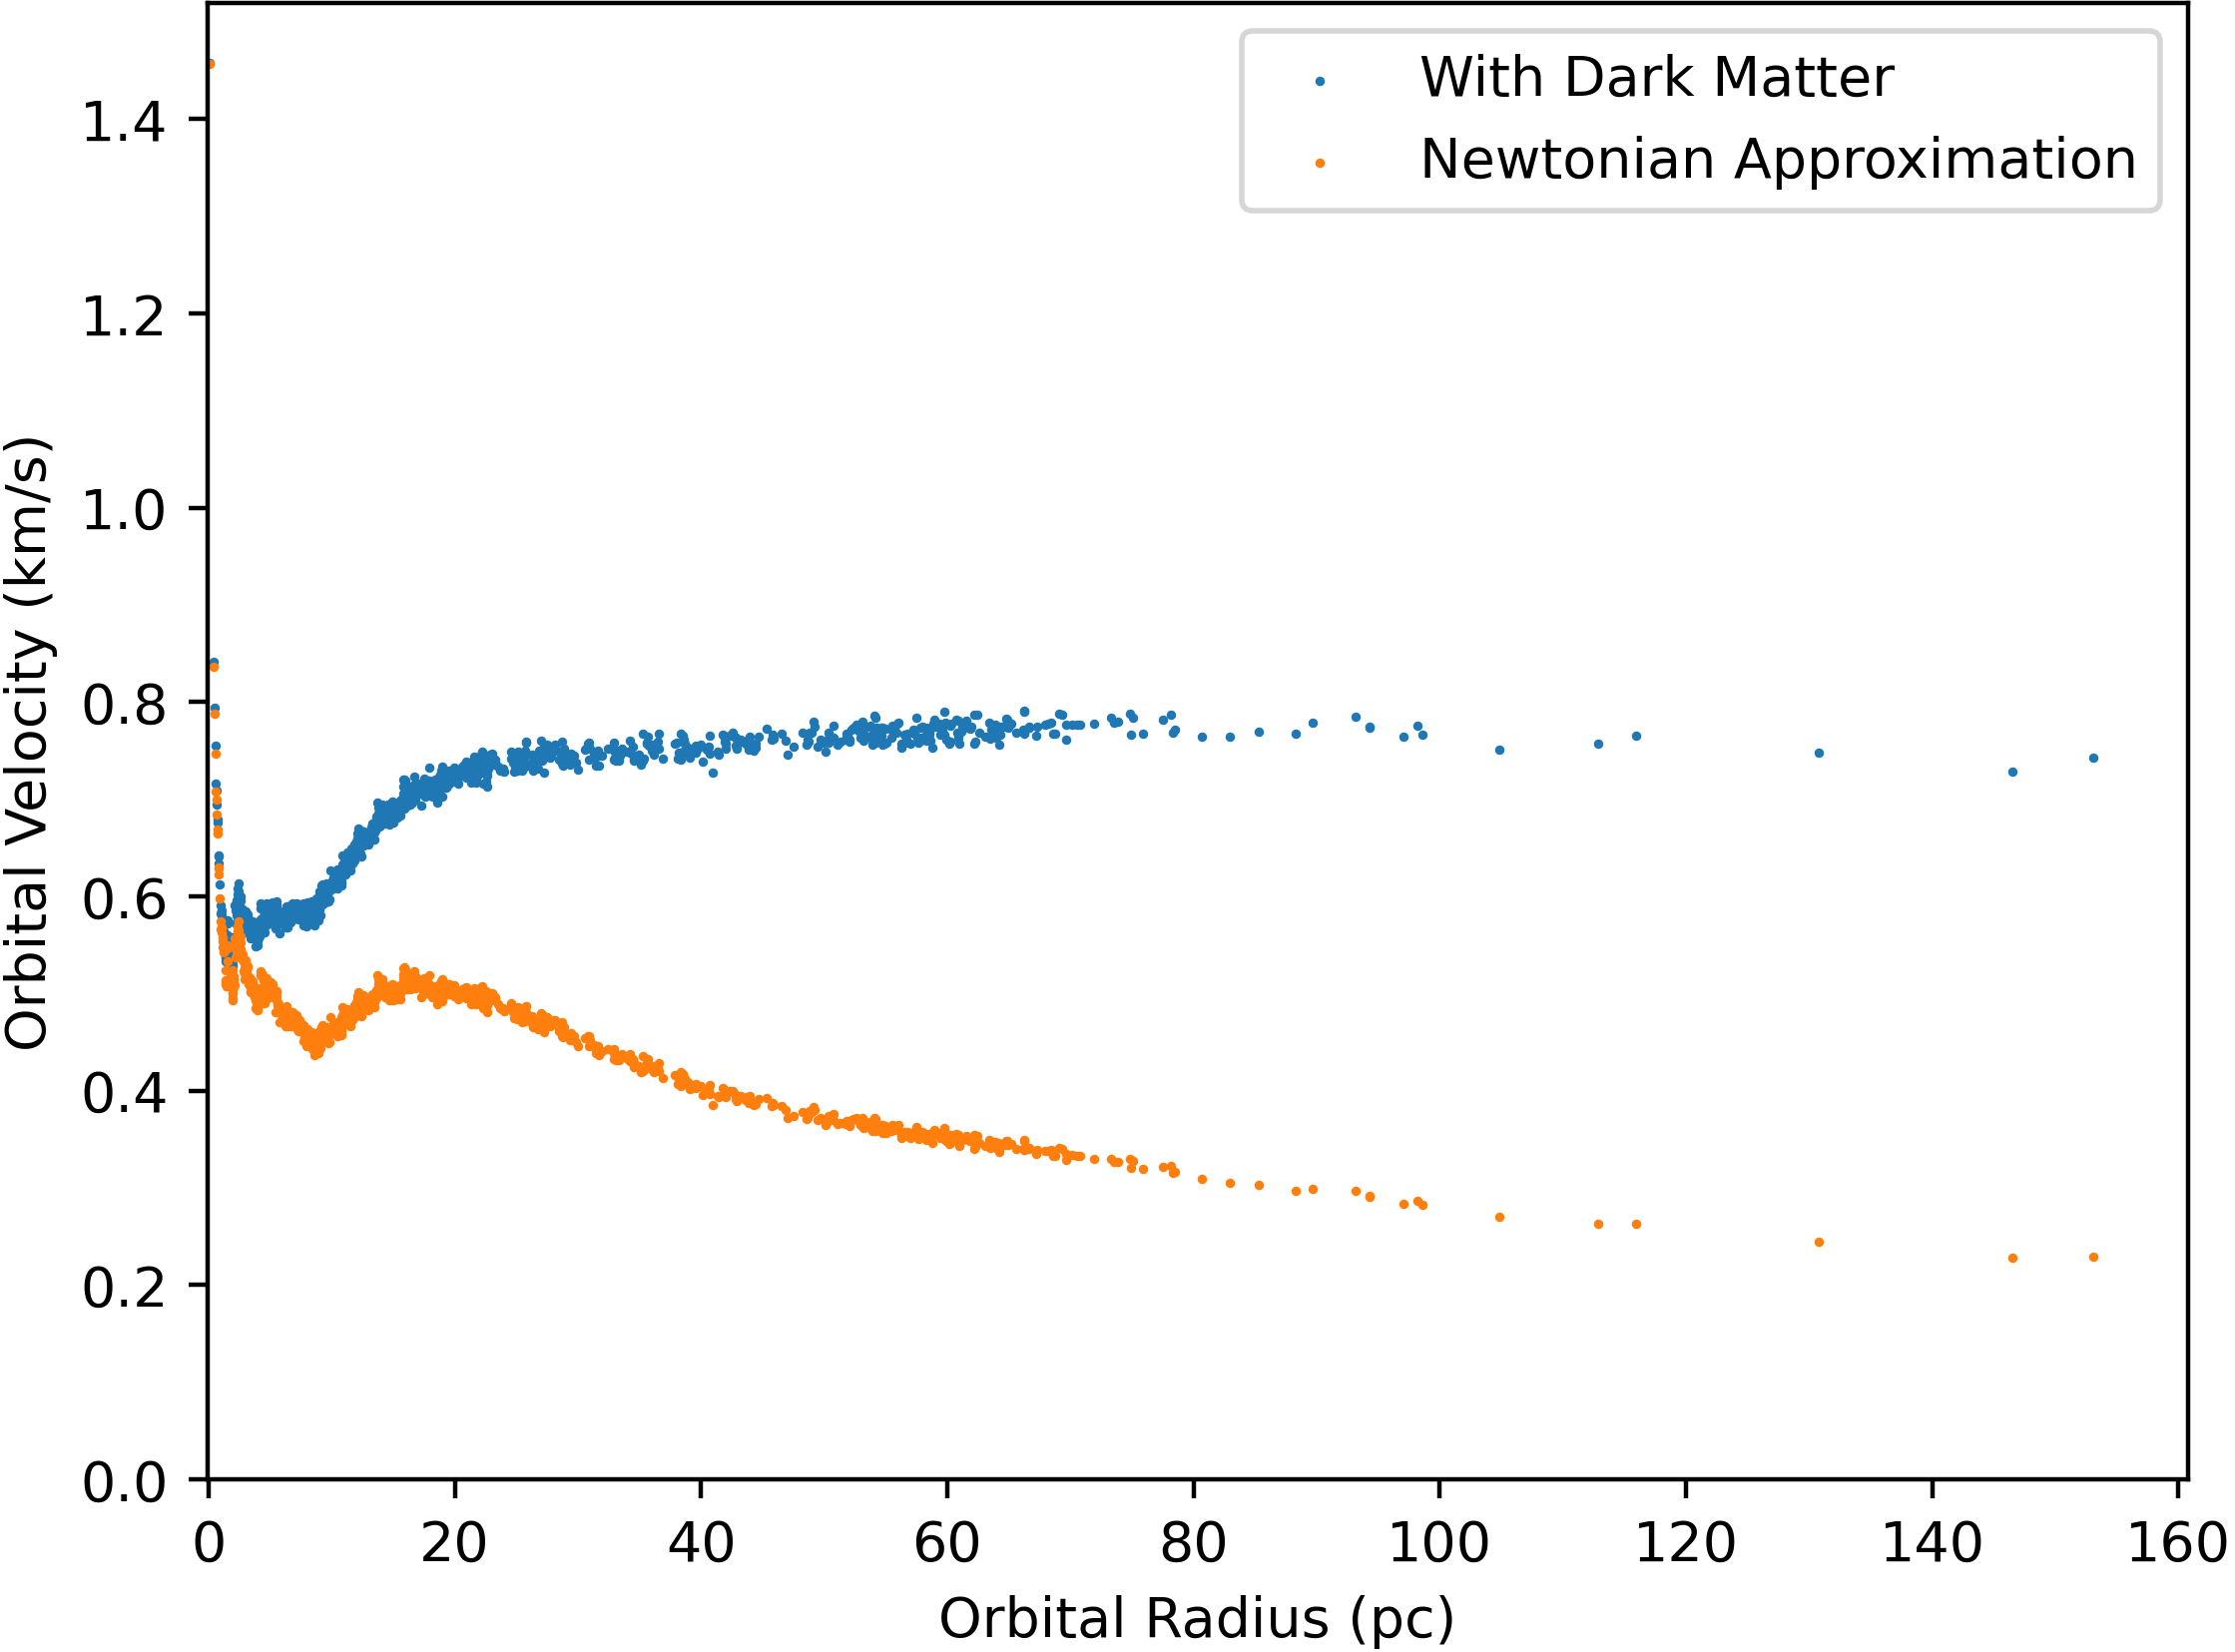 With Dark Matter
Newtonian Approximation
Orbital Velocity (km/s)
1.4
1.2
1.0
0.8
0.6
0.4
0.2
0.0
0 20 40 60 80 100 120 140 160
Orbital Radius (pc)